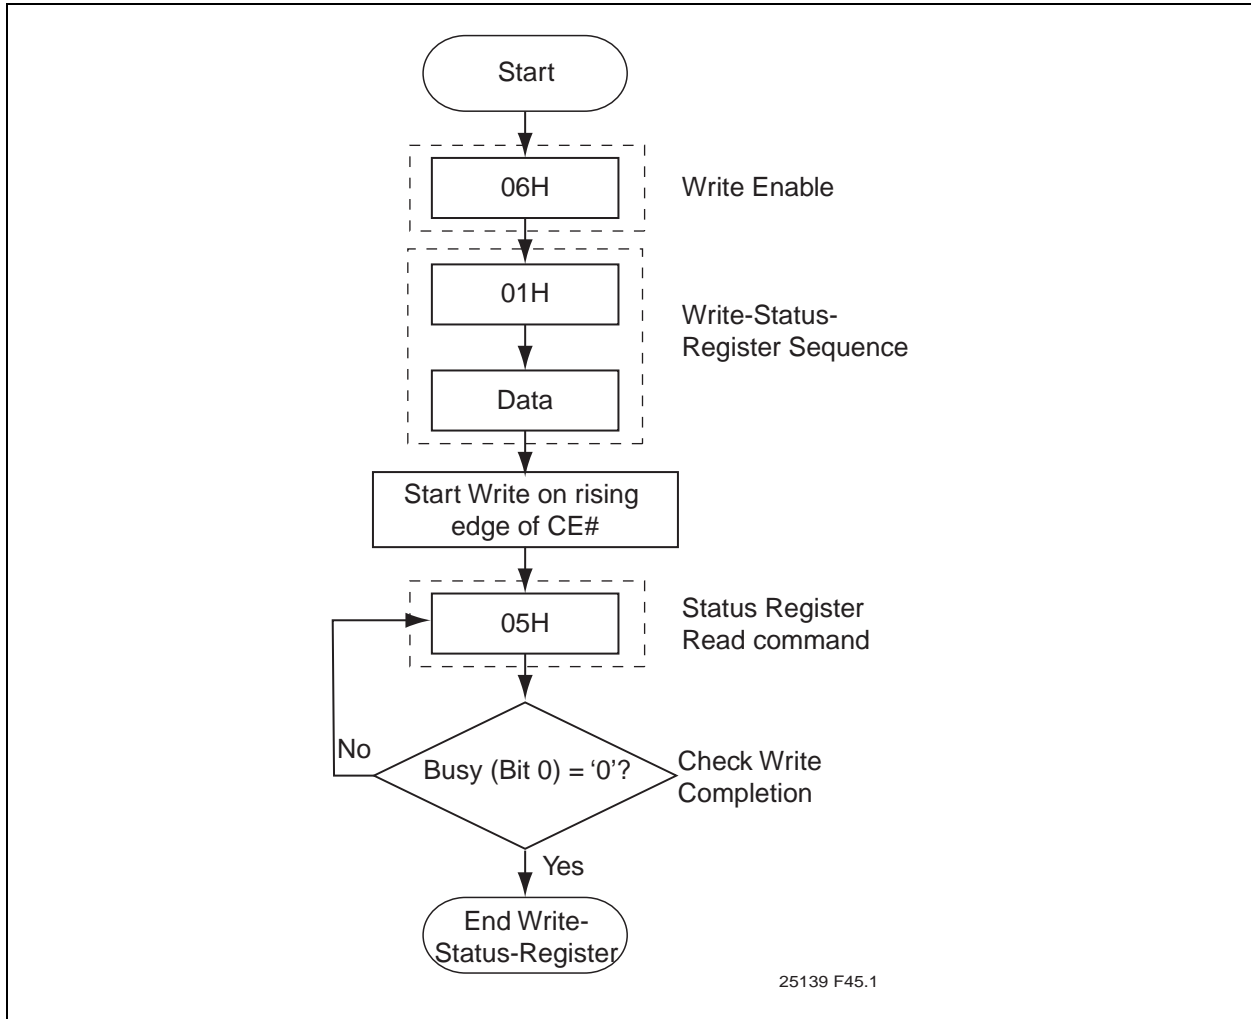 Start
06H
Write Enable
01H
Write-Status-
Register Sequence
Data
Start Write on rising
edge of CE#
05H
Status Register
Read command
No
Busy (Bit 0) = ‘0’?
Check Write
Completion
Yes
End Write-
Status-Register
25139 F45.1